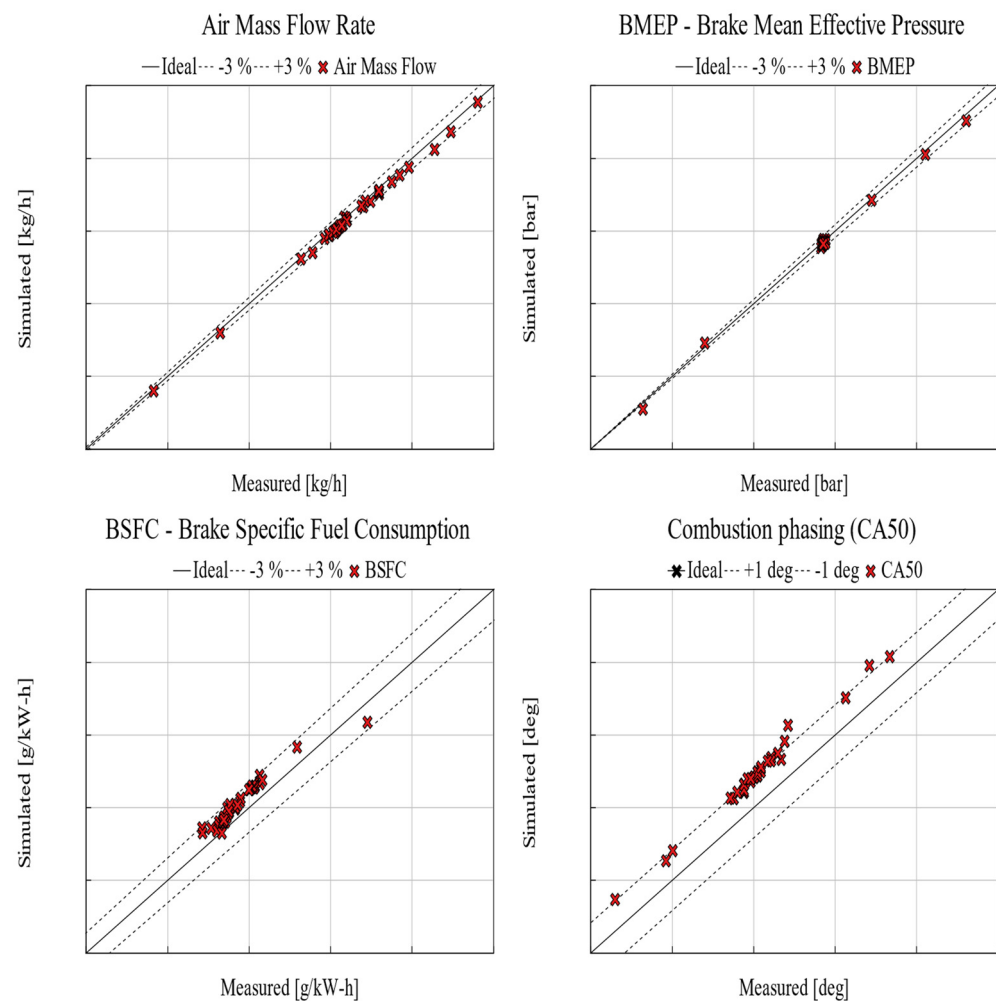 Air Mass Flow Rate
Ideal -3 % +3 % Air Mass Flow
Simulated [kg/h]
Measured [kg/h]
BMEP - Brake Mean Effective Pressure
Ideal -3 % +3 % BMEP
Simulated [bar]
Measured [bar]
BSFC - Brake Specific Fuel Consumption
Ideal -3 % +3 % BSFC
Simulated [g/kW-h]
Measured [g/kW-h]
Combustion phasing (CA50)
Ideal +1 deg -1 deg CA50
Simulated [deg]
Measured [deg]